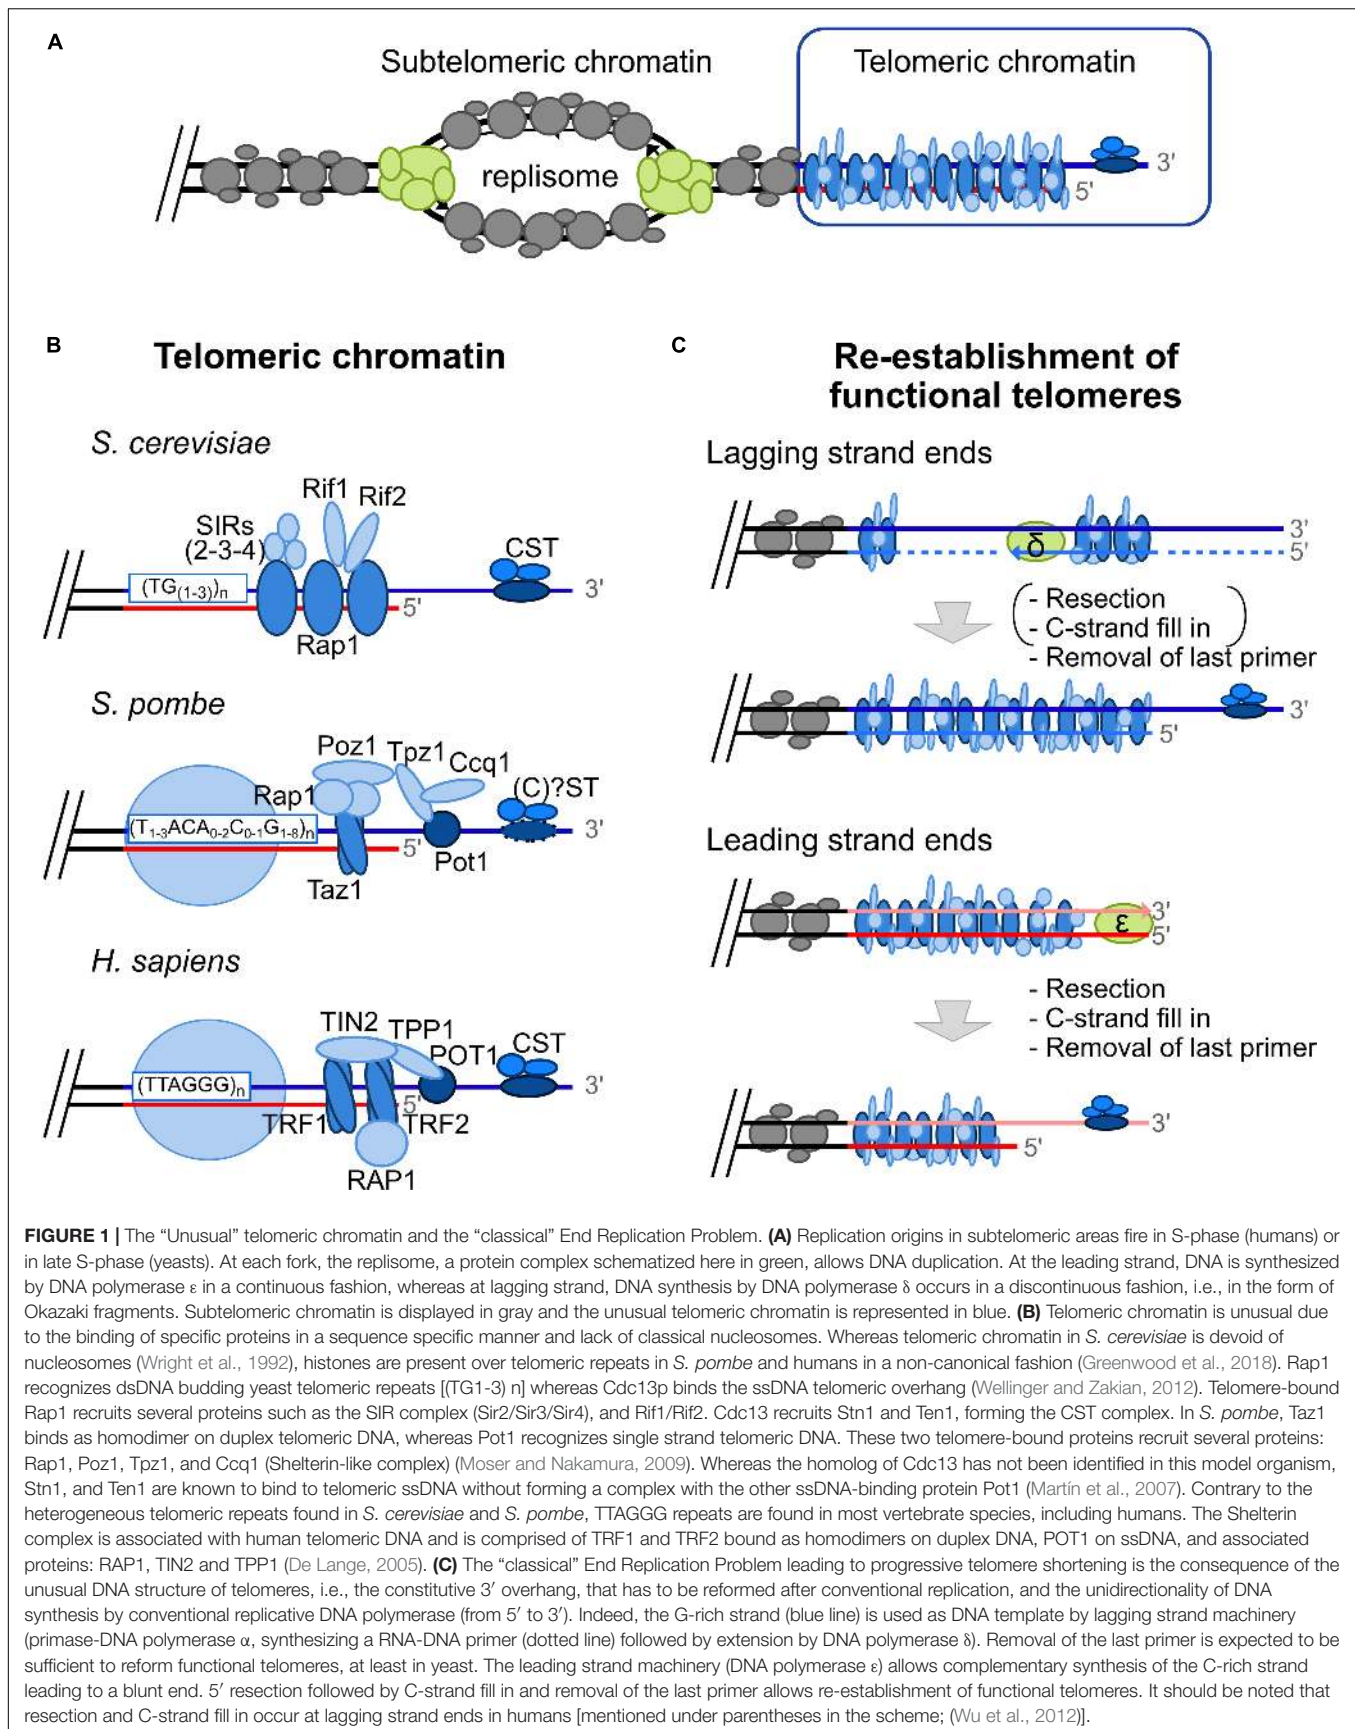 A
Subtelomeric chromatin
Telomeric chromatin
replisome
3'
5'
B
Telomeric chromatin
S. cerevisiae
Rif1
Rif2
SIRs
(2-3-4)
CST
(TG(1-3))n
3'
5'
Rap1
S. pombe
Poz1
Tpz1
Ccq1
Rap1
(C)?ST
(T1-3ACA0-2C0-1G1-8)n
3'
5'
Pot1
Taz1
H. sapiens
TIN2
TPP1
POT1
CST
(TTAGGG)n
3'
5'
TRF1
TRF2
RAP1
C
Re-establishment of
functional telomeres
Lagging strand ends
3'
δ
5'
- Resection
- C-strand fill in
- Removal of last primer
3'
5'
Leading strand ends
3'
ε
5'
- Resection
- C-strand fill in
- Removal of last primer
3'
5'
FIGURE 1 | The “Unusual” telomeric chromatin and the “classical” End Replication Problem. (A) Replication origins in subtelomeric areas fire in S-phase (humans) or
in late S-phase (yeasts). At each fork, the replisome, a protein complex schematized here in green, allows DNA duplication. At the leading strand, DNA is synthesized
by DNA polymerase ε in a continuous fashion, whereas at lagging strand, DNA synthesis by DNA polymerase δ occurs in a discontinuous fashion, i.e., in the form of
Okazaki fragments. Subtelomeric chromatin is displayed in gray and the unusual telomeric chromatin is represented in blue. (B) Telomeric chromatin is unusual due
to the binding of specific proteins in a sequence specific manner and lack of classical nucleosomes. Whereas telomeric chromatin in S. cerevisiae is devoid of
nucleosomes (Wright et al., 1992), histones are present over telomeric repeats in S. pombe and humans in a non-canonical fashion (Greenwood et al., 2018). Rap1
recognizes dsDNA budding yeast telomeric repeats [(TG1-3) n] whereas Cdc13p binds the ssDNA telomeric overhang (Wellinger and Zakian, 2012). Telomere-bound
Rap1 recruits several proteins such as the SIR complex (Sir2/Sir3/Sir4), and Rif1/Rif2. Cdc13 recruits Stn1 and Ten1, forming the CST complex. In S. pombe, Taz1
binds as homodimer on duplex telomeric DNA, whereas Pot1 recognizes single strand telomeric DNA. These two telomere-bound proteins recruit several proteins:
Rap1, Poz1, Tpz1, and Ccq1 (Shelterin-like complex) (Moser and Nakamura, 2009). Whereas the homolog of Cdc13 has not been identified in this model organism,
Stn1, and Ten1 are known to bind to telomeric ssDNA without forming a complex with the other ssDNA-binding protein Pot1 (Martín et al., 2007). Contrary to the
heterogeneous telomeric repeats found in S. cerevisiae and S. pombe, TTAGGG repeats are found in most vertebrate species, including humans. The Shelterin
complex is associated with human telomeric DNA and is comprised of TRF1 and TRF2 bound as homodimers on duplex DNA, POT1 on ssDNA, and associated
proteins: RAP1, TIN2 and TPP1 (De Lange, 2005). (C) The “classical” End Replication Problem leading to progressive telomere shortening is the consequence of the
unusual DNA structure of telomeres, i.e., the constitutive 3′ overhang, that has to be reformed after conventional replication, and the unidirectionality of DNA
synthesis by conventional replicative DNA polymerase (from 5′ to 3′). Indeed, the G-rich strand (blue line) is used as DNA template by lagging strand machinery
(primase-DNA polymerase α, synthesizing a RNA-DNA primer (dotted line) followed by extension by DNA polymerase δ). Removal of the last primer is expected to be
sufficient to reform functional telomeres, at least in yeast. The leading strand machinery (DNA polymerase ε) allows complementary synthesis of the C-rich strand
leading to a blunt end. 5′ resection followed by C-strand fill in and removal of the last primer allows re-establishment of functional telomeres. It should be noted that
resection and C-strand fill in occur at lagging strand ends in humans [mentioned under parentheses in the scheme; (Wu et al., 2012)].